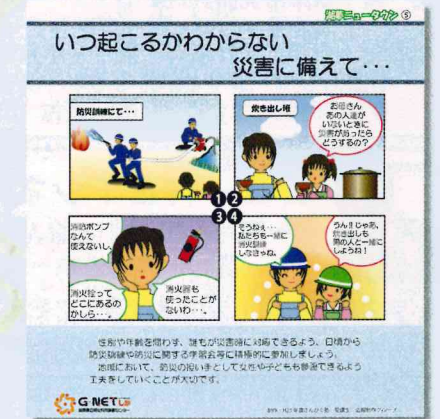 ニュータウン ⑤
いつ起こるかわからない
災害に備えて・・・
防災訓練にて・・・
炊き出し班
お母さん
あの人達が
いないときに
災害があったら
どうするの？
❶❷
❸❹
消防ポンプ
なんて
使えないし、
消火栓って
どこにあるの
かしら・・。
消火器も
使ったことが
ないわ・・・。
そうねぇ・・・
私たちも一緒に
消火訓練
しなきゃね。
うん!! じゃあ、
炊き出しも
男の人と一緒に
しようね！
性別や年齢を問わず、誰もが災害時に対応できるよう、日頃から
防災訓練や防災に関する学習会等に積極的に参加しましょう。
地域において、防災の担い手として女性や子どもも参画できるよう
工夫をしていくことが大切です。
G-NETしが